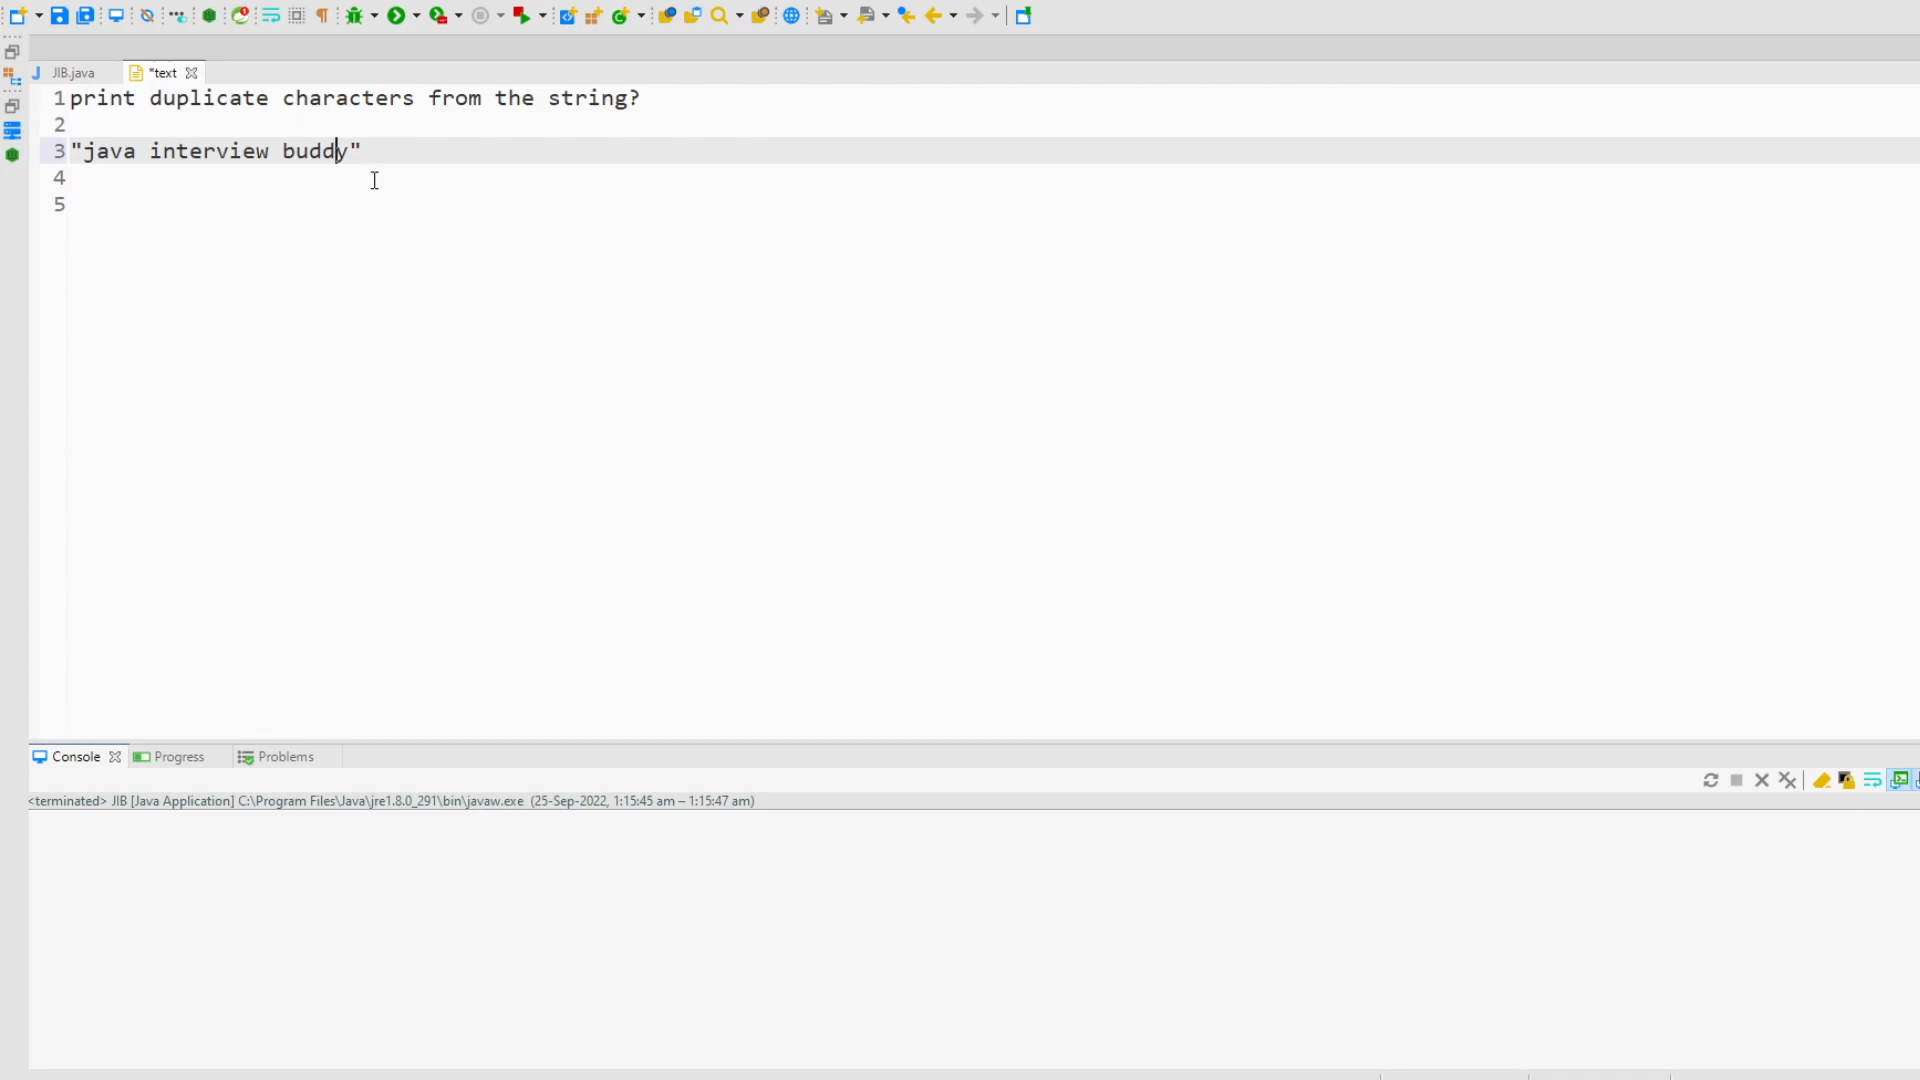 JIB.java
*text
1 print duplicate characters from the string?
2
3 "java interview buddy"
4
5
Console
Progress
Problems
<terminated> JIB [Java Application] C:\Program Files\Java\jre1.8.0_291\bin\javaw.exe (25-Sep-2022, 1:15:45 am – 1:15:47 am)